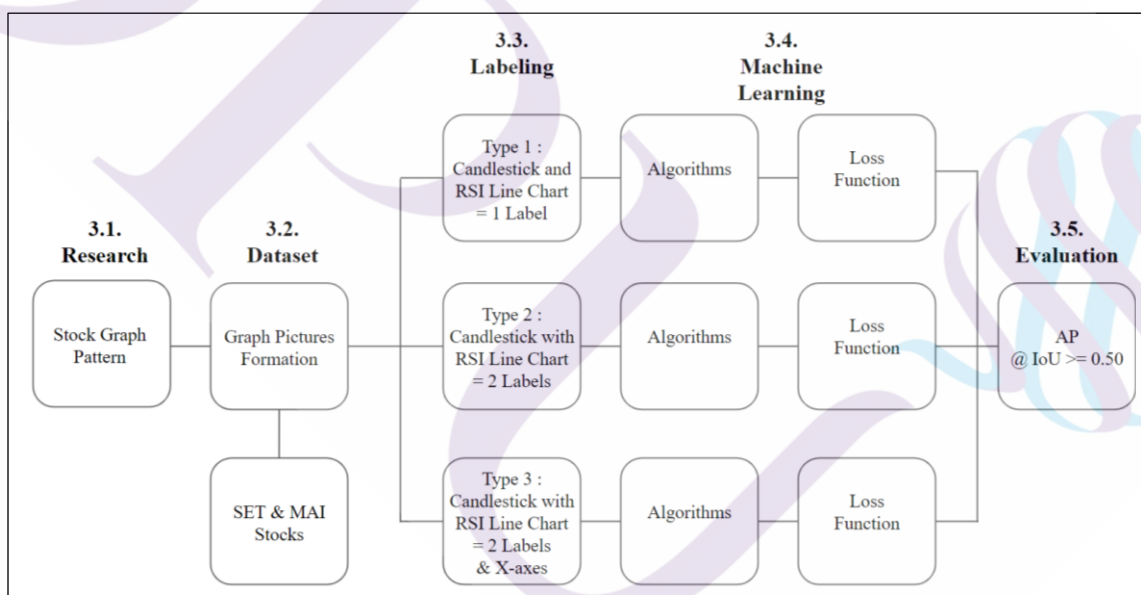 3.1.
Research
Stock Graph
Pattern
3.2.
Dataset
Graph Pictures
Formation
SET & MAI
Stocks
3.3.
Labeling
Type 1 :
Candlestick and
RSI Line Chart
= 1 Label
Type 2 :
Candlestick with
RSI Line Chart
= 2 Labels
Type 3 :
Candlestick with
RSI Line Chart
= 2 Labels
& X-axes
3.4.
Machine
Learning
Algorithms
Loss
Function
Algorithms
Loss
Function
Algorithms
Loss
Function
3.5.
Evaluation
AP
@ IoU >= 0.50